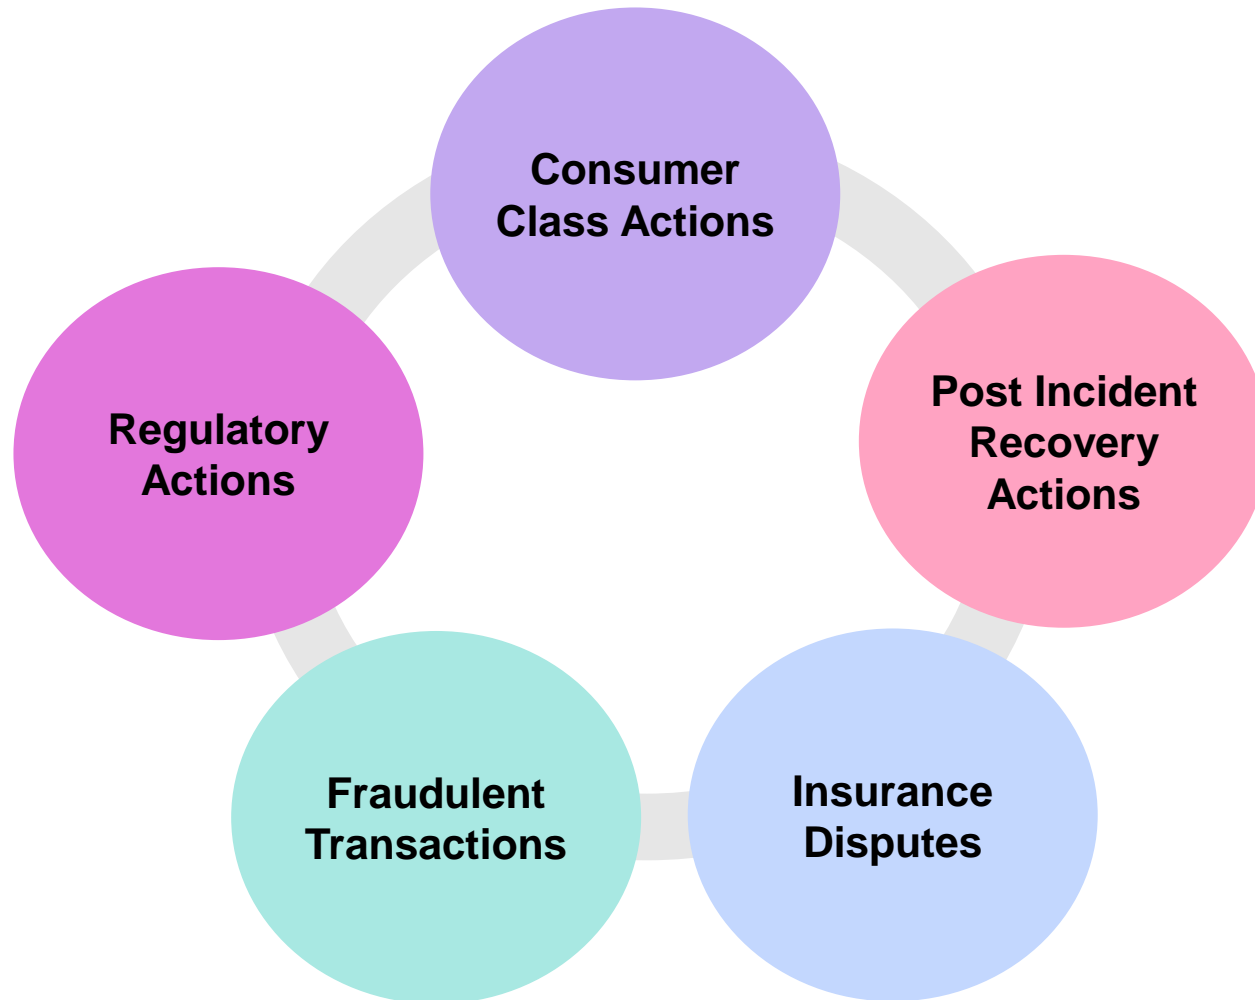 Consumer
Class Actions
Post Incident
Recovery
Actions
Insurance
Disputes
Fraudulent
Transactions
Regulatory
Actions